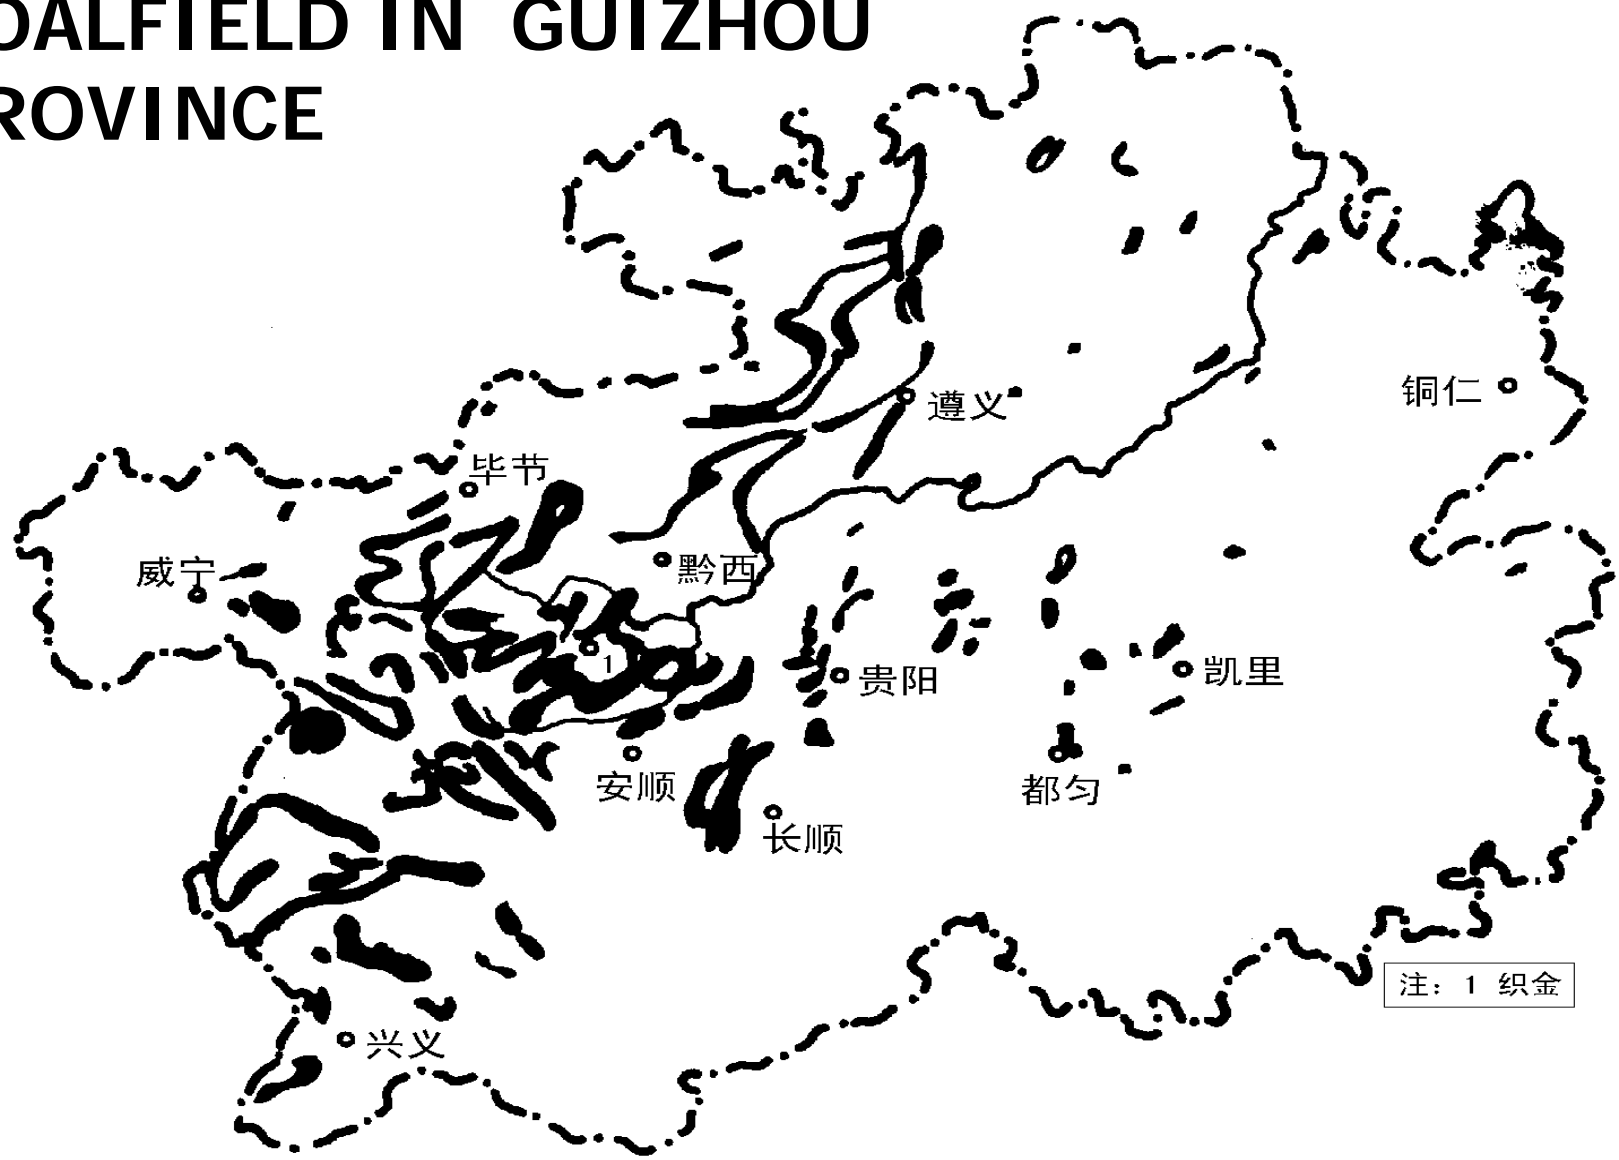 OALFIELD IN GUIZHOU
ROVINCE
遵义
铜仁
毕节
威宁
黔西
1
贵阳
凯里
安顺
都匀
长顺
注: 1 织金
兴义